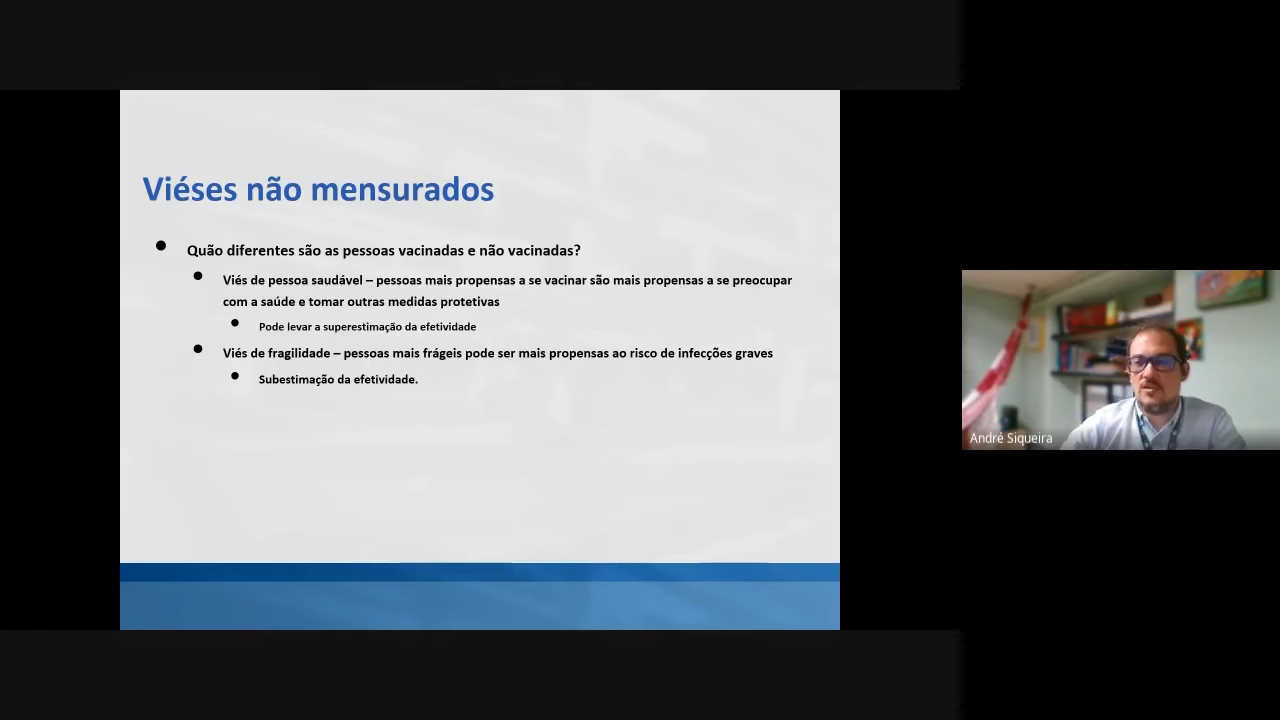 Viéses não mensurados
Quão diferentes são as pessoas vacinadas e não vacinadas?
Viés de pessoa saudável – pessoas mais propensas a se vacinar são mais propensas a se preocupar
com a saúde e tomar outras medidas protetivas
Pode levar a superestimação da efetividade
Viés de fragilidade – pessoas mais frágeis pode ser mais propensas ao risco de infecções graves
Subestimação da efetividade.
André Siqueira